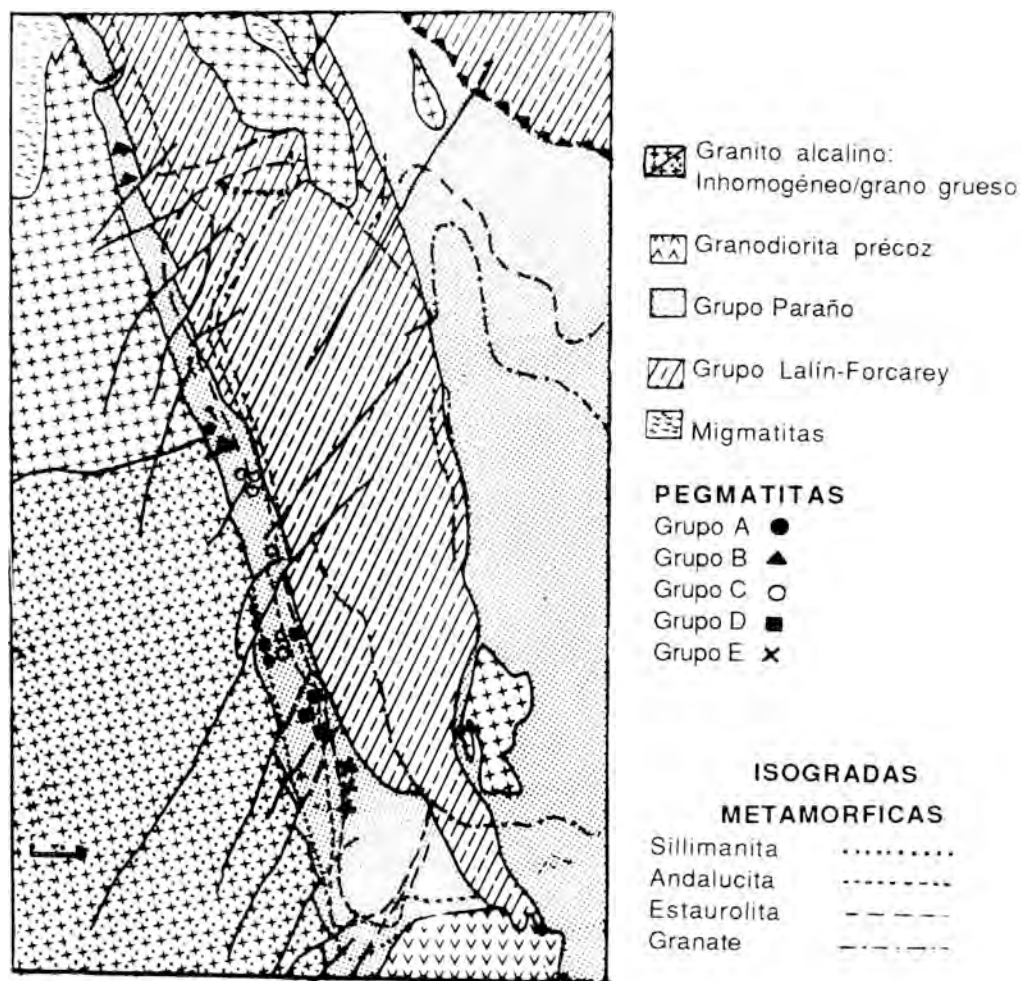 Granito alcalino:
Inhomogéneo/grano grueso
Granodiorita précoz
Grupo Paraño
Grupo Lalín-Forcarey
Migmatitas
PEGMATITAS
Grupo A
Grupo B
Grupo C
Grupo D
Grupo E
ISOGRADAS
METAMORFICAS
Sillimanita
Andalucita
Estaurolita
Granate